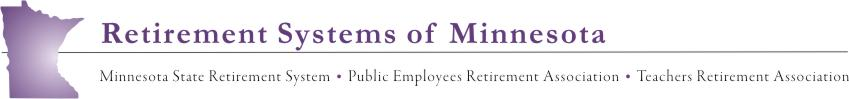 Retirement Systems of Minnesota
Minnesota State Retirement System • Public Employees Retirement Association • Teachers Retirement Association